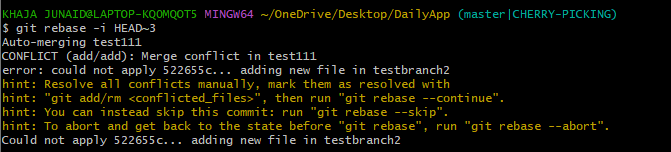 KHAJA JUNAID@LAPTOP-KQOMQOT5 MINGW64 ~/OneDrive/Desktop/DailyApp (master|CHERRY-PICKING)
$ git rebase -i HEAD~3
Auto-merging test111
CONFLICT (add/add): Merge conflict in test111
error: could not apply 522655c... adding new file in testbranch2
hint: Resolve all conflicts manually, mark them as resolved with
hint: "git add/rm <conflicted_files>", then run "git rebase --continue".
hint: You can instead skip this commit: run "git rebase --skip".
hint: To abort and get back to the state before "git rebase", run "git rebase --abort".
Could not apply 522655c... adding new file in testbranch2